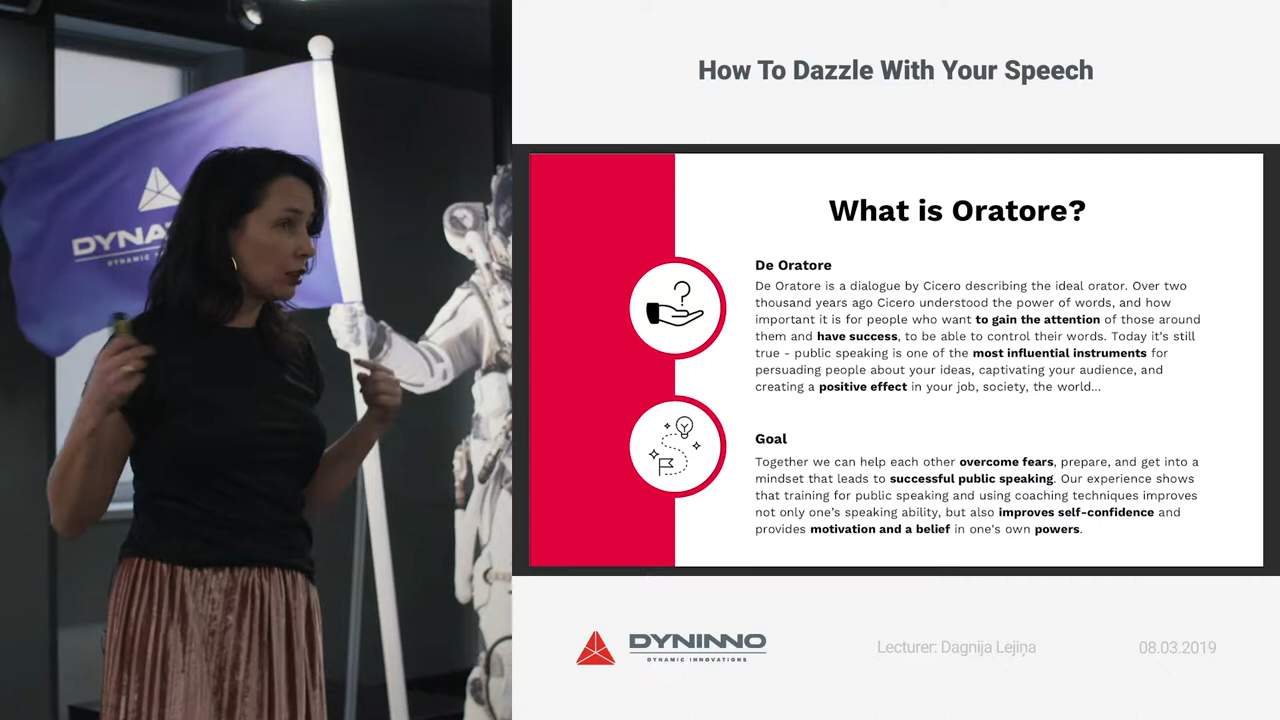 How To Dazzle With Your Speech
What is Oratore?
De Oratore
De Oratore is a dialogue by Cicero describing the ideal orator. Over two
thousand years ago Cicero understood the power of words, and how
important it is for people who want to gain the attention of those around
them and have success, to be able to control their words. Today it's still
true - public speaking is one of the most influential instruments for
persuading people about your ideas, captivating your audience, and
creating a positive effect in your job, society, the world...
Goal
Together we can help each other overcome fears, prepare, and get into a
mindset that leads to successful public speaking. Our experience shows
that training for public speaking and using coaching techniques improves
not only one's speaking ability, but also improves self-confidence and
provides motivation and a belief in one's own powers.
DYNINNO
DYNAMIC INNOVATIONS
Lecturer: Dagnija Lejiņa
08.03.2019